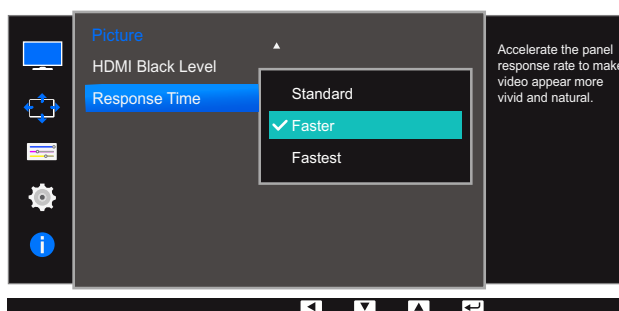 Picture
HDMI Black Level
Response Time
Standard
Faster
Fastest
Accelerate the panel
response rate to make
video appear more
vivid and natural.